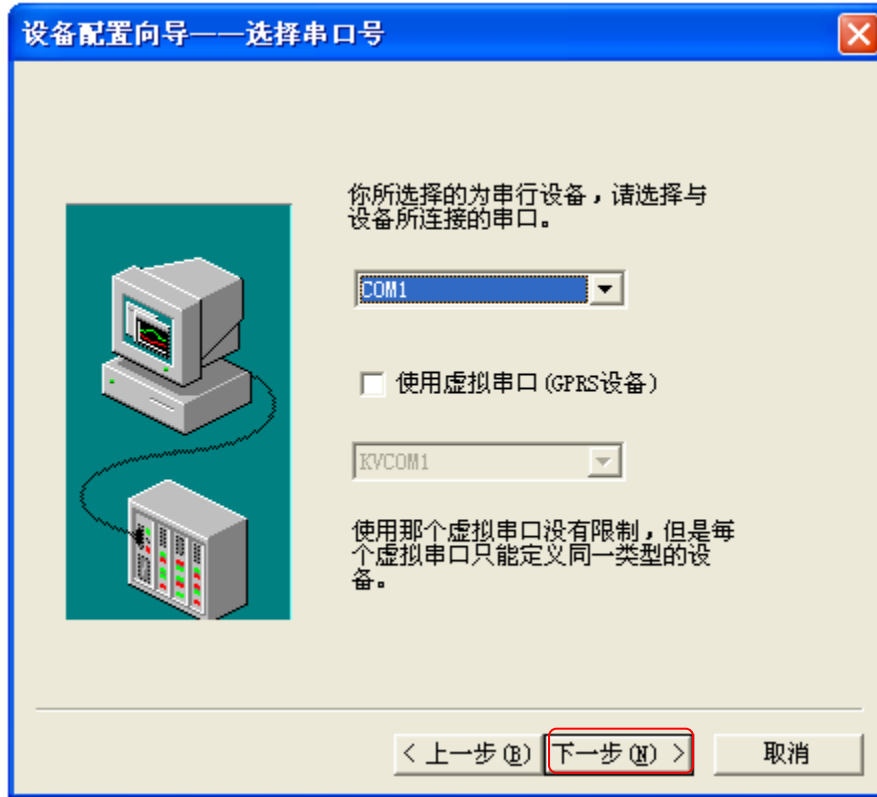 设备配置向导——选择串口号
你所选择的为串行设备，请选择与
设备所连接的串口。
COM1
使用虚拟串口(GPRS设备)
KVCOM1
使用那个虚拟串口没有限制，但是每
个虚拟串口只能定义同一类型的设
备。
< 上一步(B) 下一步(N) > 取消